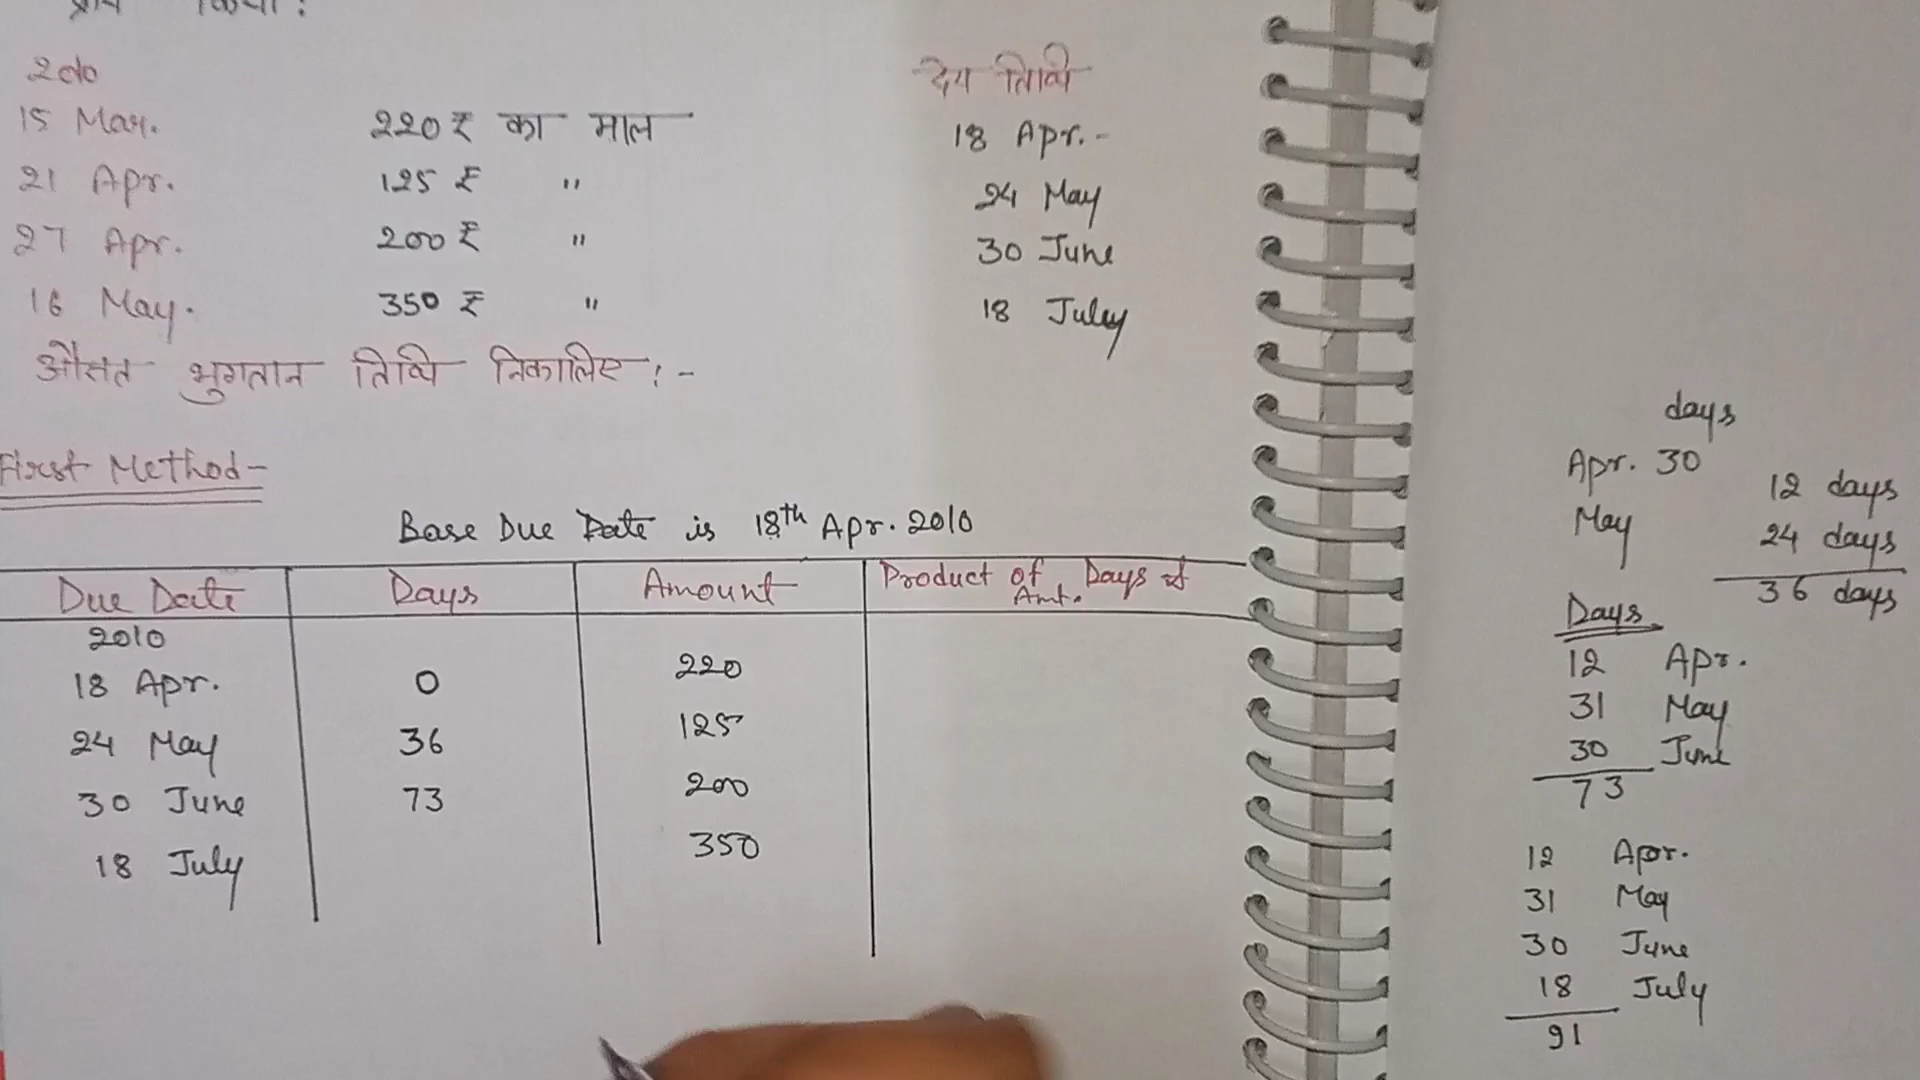 2010
15 Mar. 220 ₹ का माल
21 Apr. 125 ₹ "
27 Apr. 200 ₹ "
16 May. 350 ₹ "
देय तिथि
18 Apr. -
24 May
30 June
18 July
औसत भुगतान तिथि निकालिए : -
First Method -
Base Due Date is 18th Apr. 2010
Due Date Days Amount Product of Days & Amt.
2010
18 Apr. 0 220
24 May 36 125
30 June 73 200
18 July 350
days
Apr. 30 12 days
May 24 days
36 days
Days
12 Apr.
31 May
30 June
73
12 Apr.
31 May
30 June
18 July
91